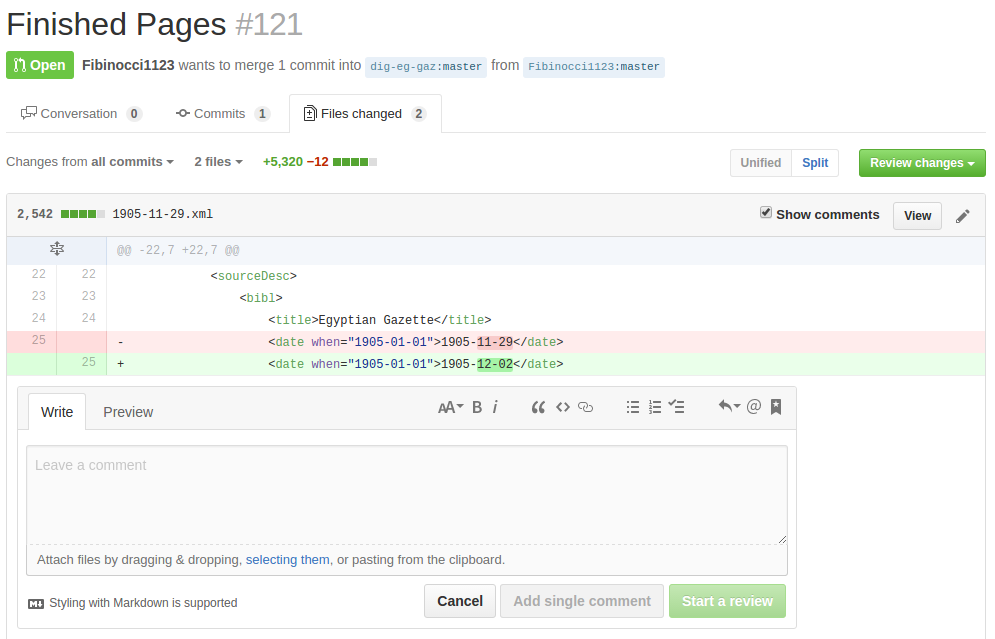 Finished Pages #121
Open Fibinocci1123 wants to merge 1 commit into dig-eg-gaz:master from Fibinocci1123:master
Conversation 0 Commits 1 Files changed 2
Changes from all commits 2 files +5,320 −12 Unified Split Review changes
2,542 1905-11-29.xml Show comments View
@@ -22,7 +22,7 @@
22 22 <sourceDesc>
23 23 <bibl>
24 24 <title>Egyptian Gazette</title>
25 - <date when="1905-01-01">1905-11-29</date>
25 + <date when="1905-01-01">1905-12-02</date>
Write Preview AA B i @
Leave a comment
Attach files by dragging & dropping, selecting them, or pasting from the clipboard.
Styling with Markdown is supported Cancel Add single comment Start a review